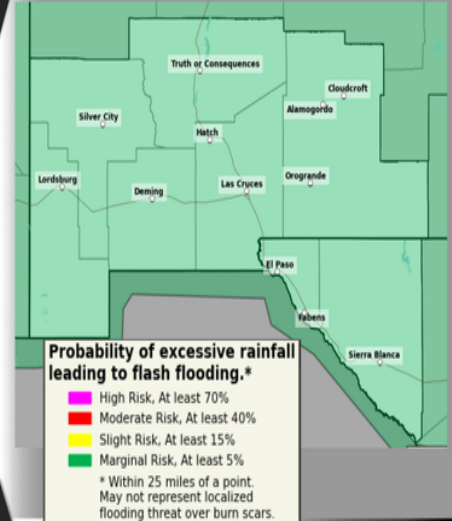 Truth or Consequences
Cloudcroft
Alamogordo
Silver City
Hatch
Lordsburg
Deming
Las Cruces
Orogrande
El Paso
Fabens
Sierra Blanca
Probability of excessive rainfall
leading to flash flooding.*
High Risk, At least 70%
Moderate Risk, At least 40%
Slight Risk, At least 15%
Marginal Risk, At least 5%
* Within 25 miles of a point.
May not represent localized
flooding threat over burn scars.